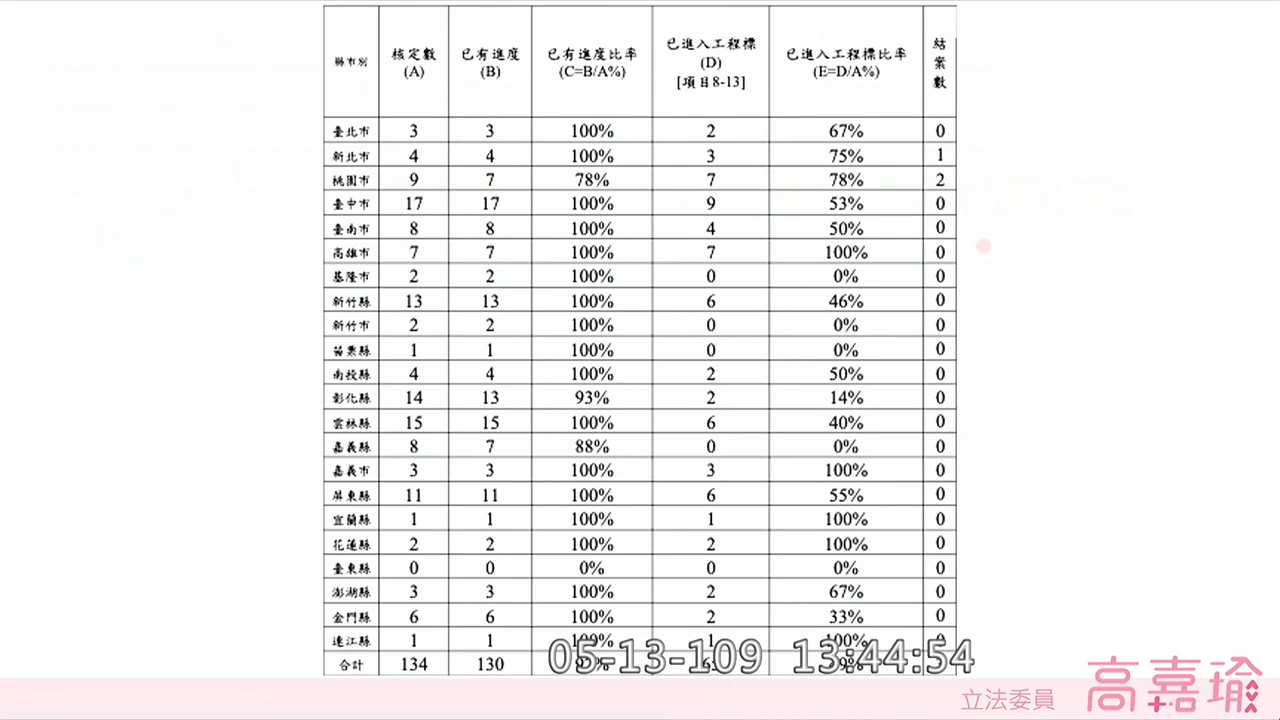 縣市別 核定數 (A) 已有進度 (B) 已有進度比率 (C=B/A%) 已進入工程標 (D) [項目8-13] 已進入工程標比率 (E=D/A%) 結案數
臺北市 3 3 100% 2 67% 0
新北市 4 4 100% 3 75% 1
桃園市 9 7 78% 7 78% 2
臺中市 17 17 100% 9 53% 0
臺南市 8 8 100% 4 50% 0
高雄市 7 7 100% 7 100% 0
基隆市 2 2 100% 0 0% 0
新竹縣 13 13 100% 6 46% 0
新竹市 2 2 100% 0 0% 0
苗栗縣 1 1 100% 0 0% 0
南投縣 4 4 100% 2 50% 0
彰化縣 14 13 93% 2 14% 0
雲林縣 15 15 100% 6 40% 0
嘉義縣 8 7 88% 0 0% 0
嘉義市 3 3 100% 3 100% 0
屏東縣 11 11 100% 6 55% 0
宜蘭縣 1 1 100% 1 100% 0
花蓮縣 2 2 100% 2 100% 0
臺東縣 0 0 0% 0 0% 0
澎湖縣 3 3 100% 2 67% 0
金門縣 6 6 100% 2 33% 0
連江縣 1 1 100% 1 100% 0
合計 134 130
05-13-109 13:44:54
立法委員 高嘉瑜